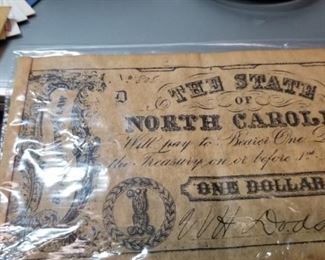 THE STATE
OF
NORTH CAROL
Will pay to Bearer One D
the Treasury on or before 1st
ONE DOLLAR